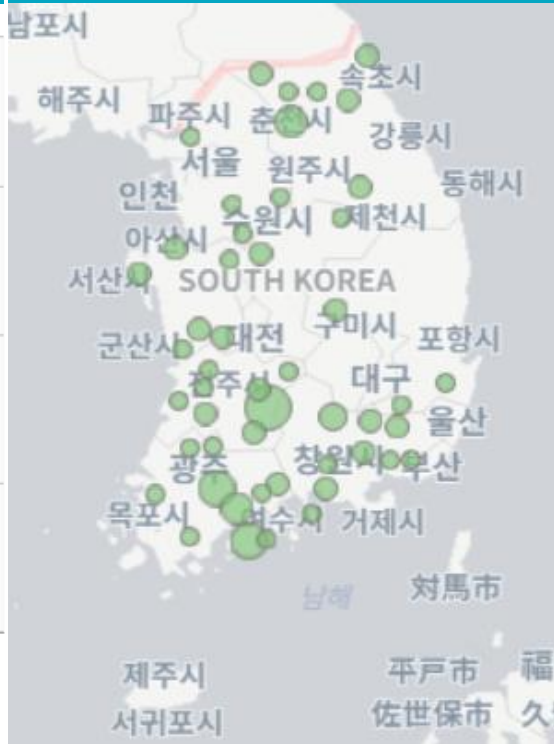 남포시
속초시
해주시
파주시
춘천시
강릉시
서울
원주시
동해시
인천
수원시
제천시
아산시
서산시
SOUTH KOREA
구미시
대전
군산시
포항시
전주시
대구
울산
창원시
부산
광주
목포시
여수시
거제시
対馬市
남해
제주시
平戸市
福
서귀포시
佐世保市
久